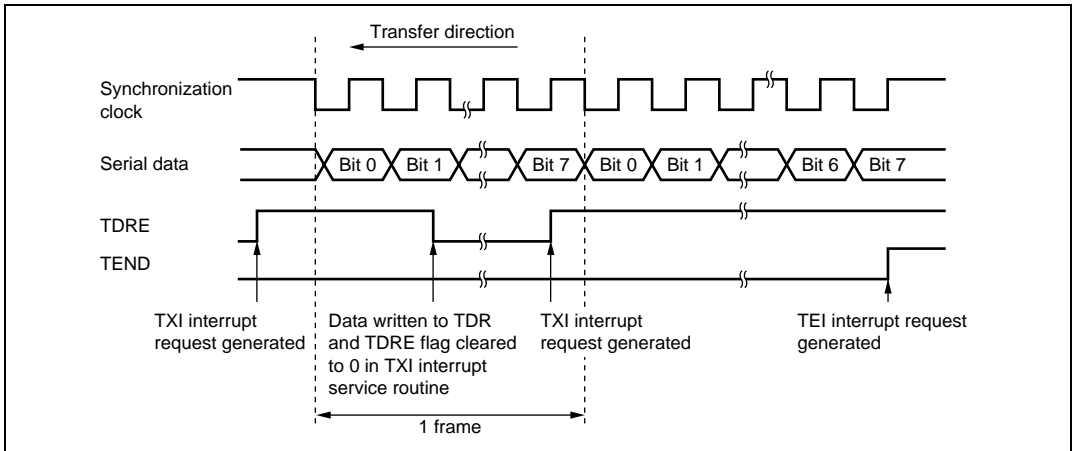 Transfer direction
Synchronization
clock
Serial data
Bit 0 Bit 1 Bit 7 Bit 0 Bit 1 Bit 6 Bit 7
TDRE
TEND
TXI interrupt
request generated
Data written to TDR
and TDRE flag cleared
to 0 in TXI interrupt
service routine
TXI interrupt
request generated
TEI interrupt request
generated
1 frame